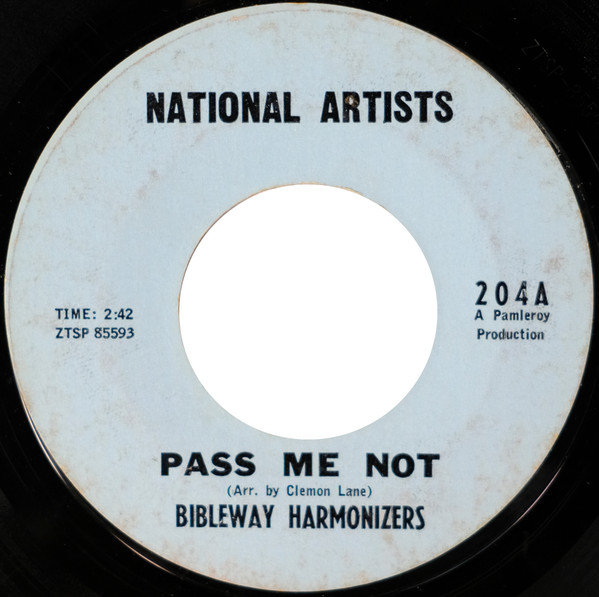 NATIONAL ARTISTS
TIME: 2:42
ZTSP 85593
204A
A Pamleroy
Production
PASS ME NOT
(Arr. by Clemon Lane)
BIBLEWAY HARMONIZERS